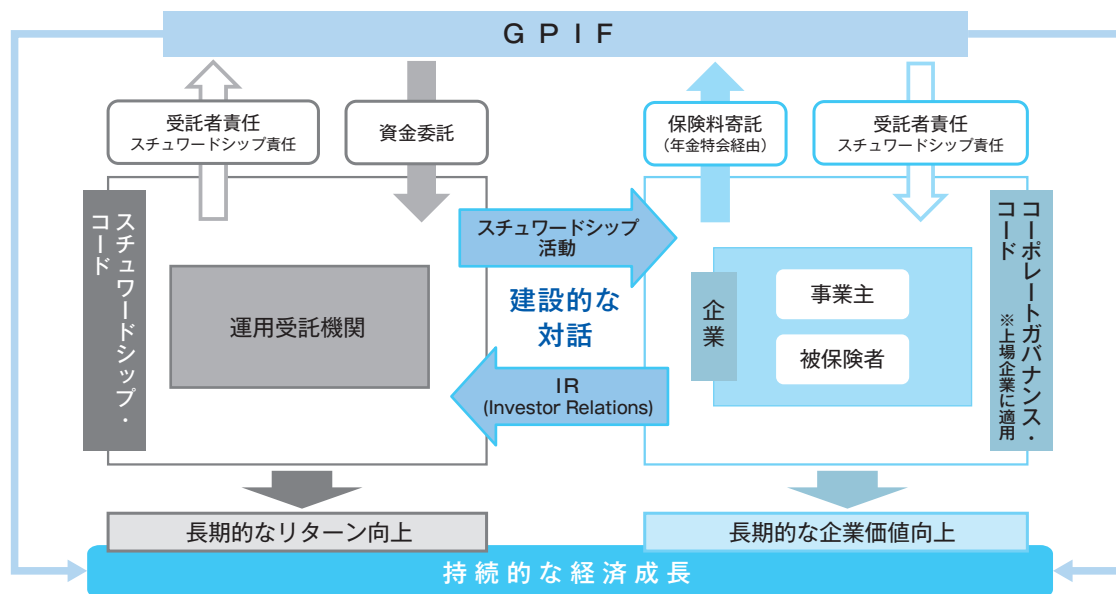 GPIF
受託者責任
スチュワードシップ責任
資金委託
保険料寄託
（年金特会経由）
受託者責任
スチュワードシップ責任
スチュワードシップ・
コード
運用受託機関
スチュワードシップ
活動
建設的な
対話
IR
(Investor Relations)
企業
事業主
被保険者
コーポレートガバナンス・
コード ※上場企業に適用
長期的なリターン向上
長期的な企業価値向上
持続的な経済成長